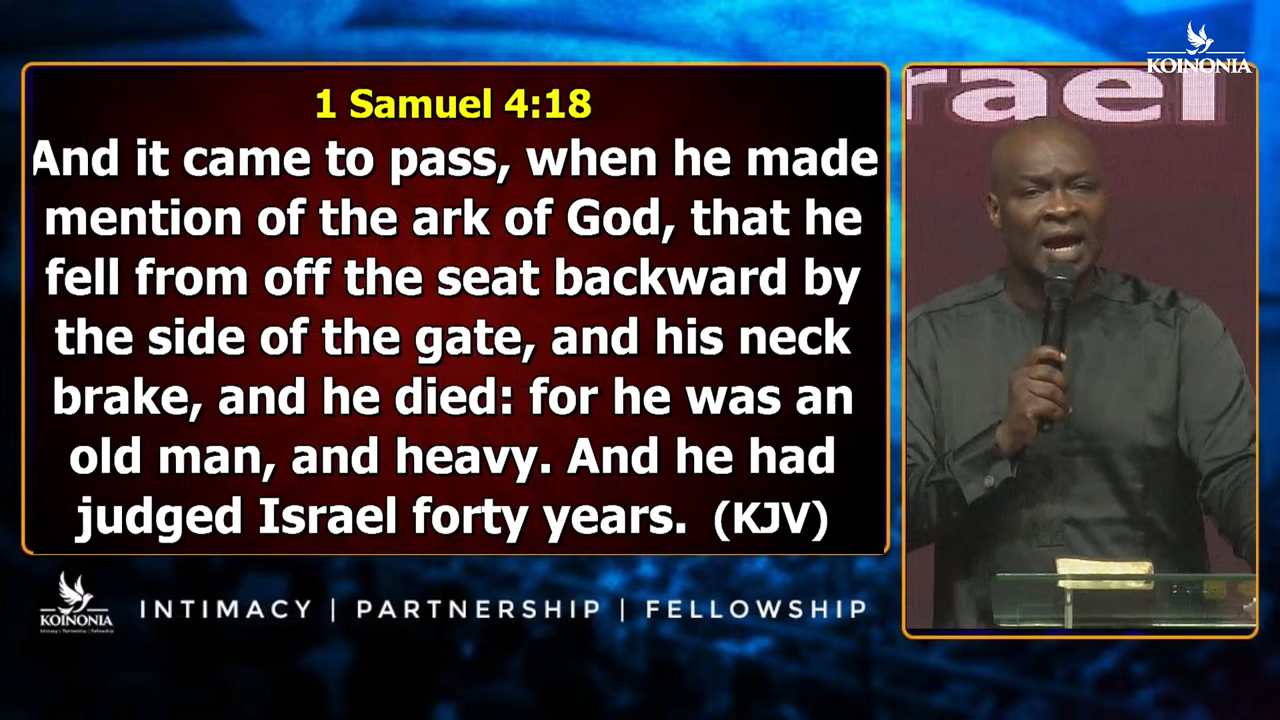 KOINONIA
rael
1 Samuel 4:18
And it came to pass, when he made
mention of the ark of God, that he
fell from off the seat backward by
the side of the gate, and his neck
brake, and he died: for he was an
old man, and heavy. And he had
judged Israel forty years. (KJV)
KOINONIA
Intimacy | Partnership | Fellowship
INTIMACY | PARTNERSHIP | FELLOWSHIP